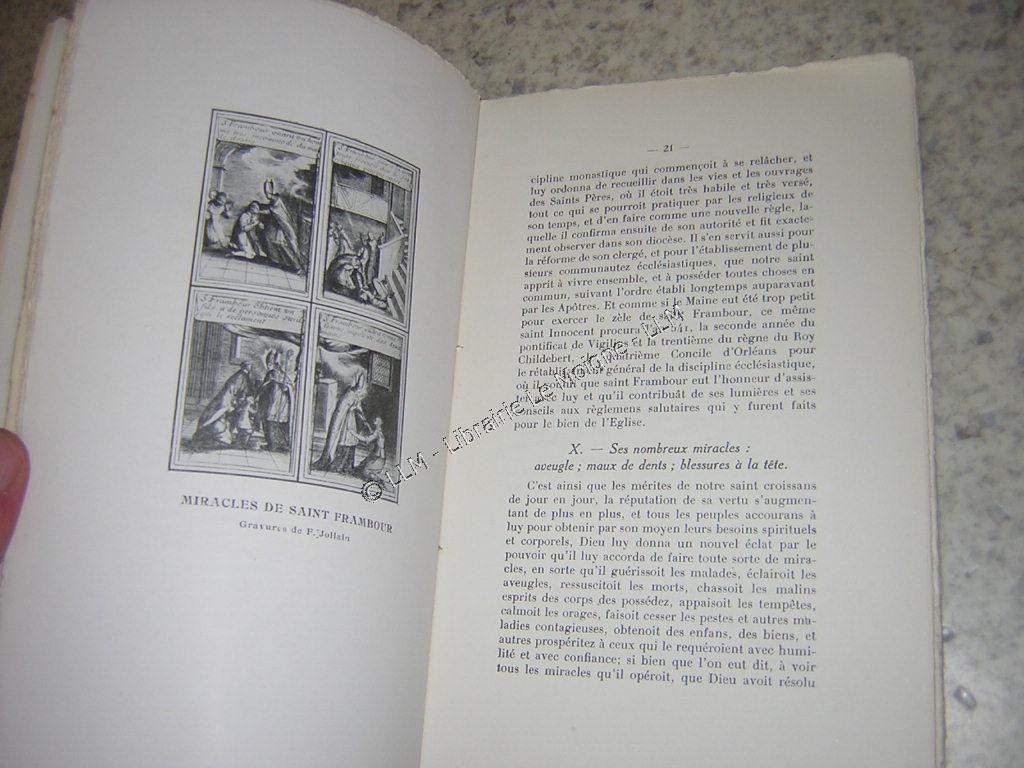 S. Frambour
S. Frambour obtient un
fils a de personnes
MIRACLES DE SAINT FRAMBOUR
Gravures de F. Jollain
— 21 —
cipline monastique qui commençoit à se relâcher, et
luy ordonna de recueillir dans les vies et les ouvrages
des Saints Pères, où il étoit très habile et très versé,
tout ce qui se pourroit pratiquer par les religieux de
son temps, et d'en faire comme une nouvelle règle, la-
quelle il confirma ensuite de son autorité et fit exacte-
ment observer dans son diocèse. Il s'en servit aussi pour
la réforme de son clergé, et pour l'établissement de plu-
sieurs communautez écclésiastiques, que notre saint
apprit à vivre ensemble, et à posséder toutes choses en
commun, suivant l'ordre établi longtemps auparavant
par les Apôtres. Et comme si le Maine eut été trop petit
pour exercer le zèle de saint Frambour, ce même
saint Innocent procura 541, la seconde année du
pontificat de Vigilius et la trentième du règne du Roy
Childebert, quatrième Concile d'Orléans pour
le rétablissement général de la discipline écclésiastique,
où il que saint Frambour eut l'honneur d'assis-
ter avec luy et qu'il contribuât de ses lumières et ses
conseils aux règlemens salutaires qui y furent faits
pour le bien de l'Eglise.
X. — Ses nombreux miracles :
aveugle ; maux de dents ; blessures à la tête.
C'est ainsi que les mérites de notre saint croissans
de jour en jour, la réputation de sa vertu s'augmen-
tant de plus en plus, et tous les peuples accourans à
luy pour obtenir par son moyen leurs besoins spirituels
et corporels, Dieu luy donna un nouvel éclat par le
pouvoir qu'il luy accorda de faire toute sorte de mira-
cles, en sorte qu'il guérissoit les malades, éclairoit les
aveugles, ressuscitoit les morts, chassoit les malins
esprits des corps des possédez, appaisoit les tempêtes,
calmoit les orages, faisoit cesser les pestes et autres ma-
ladies contagieuses, obtenoit des enfans, des biens, et
autres prospéritez à ceux qui le requéroient avec humi-
lité et avec confiance; si bien que l'on eut dit, à voir
tous les miracles qu'il opéroit, que Dieu avoit résolu
© LLM - Librairie Le Moigne - LLM